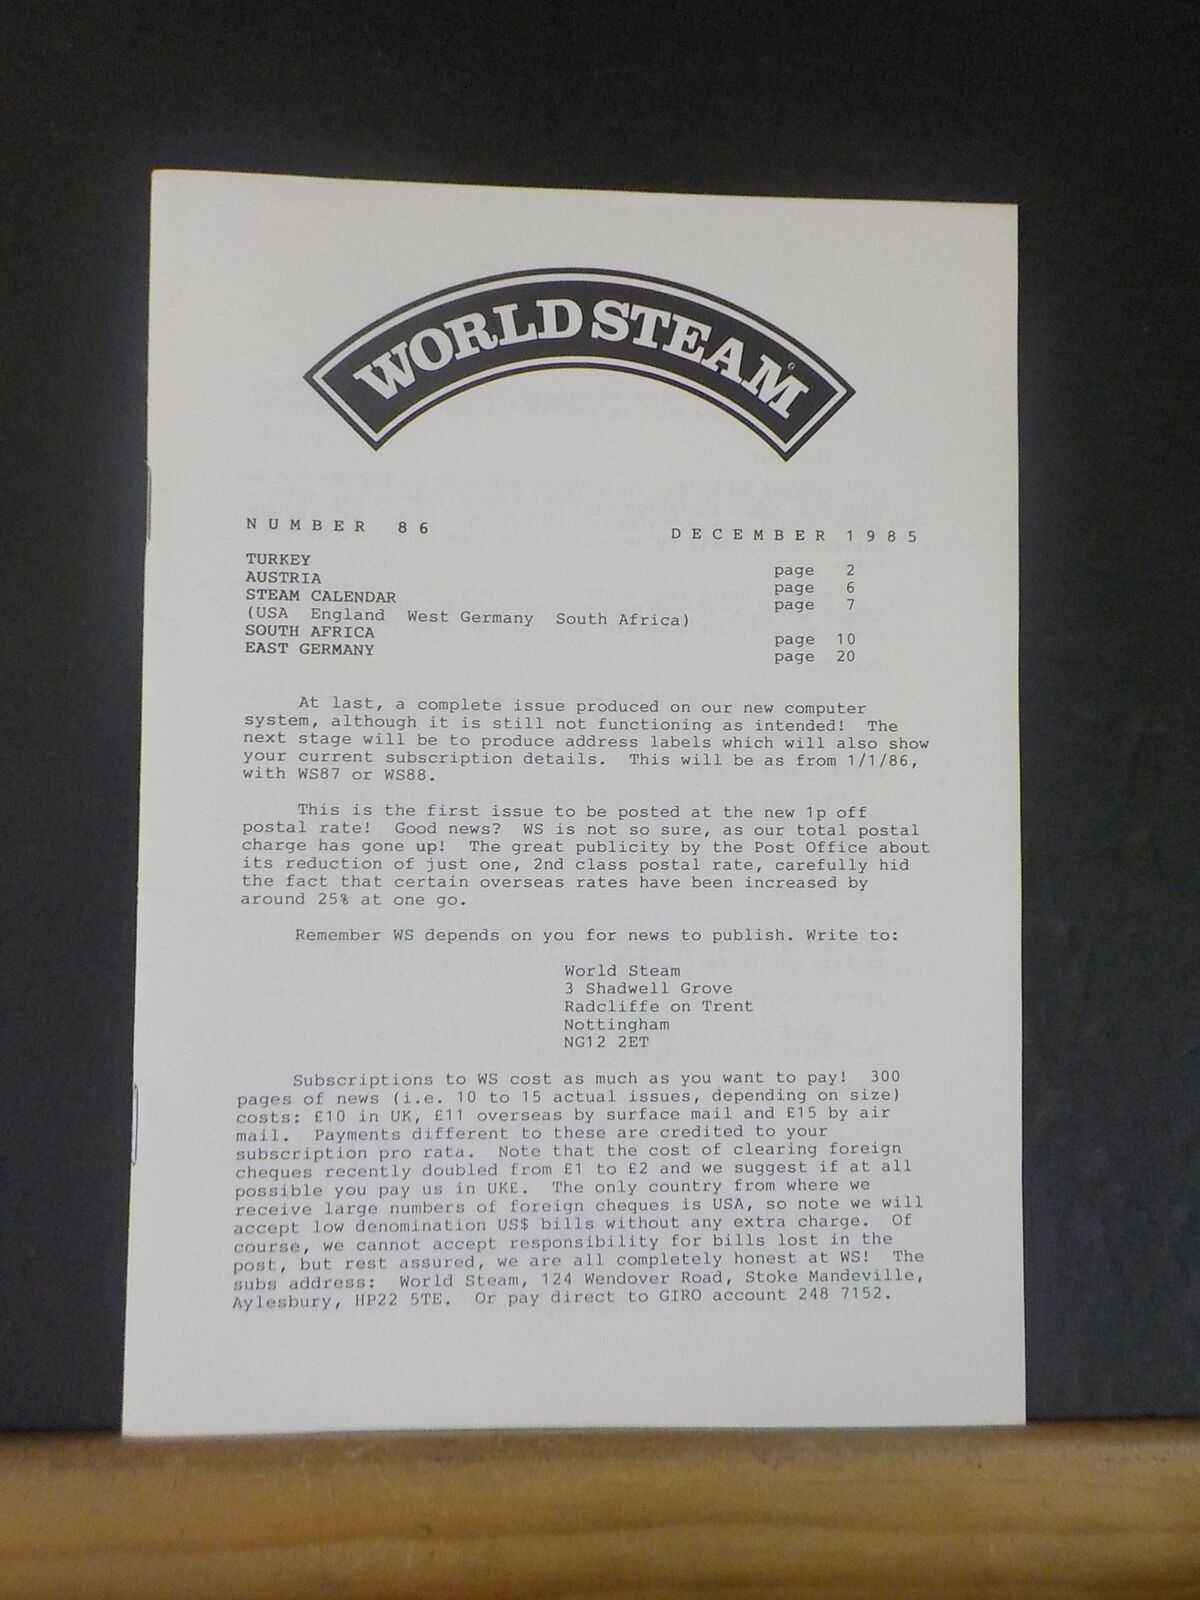 WORLD STEAM
NUMBER 86 DECEMBER 1985
TURKEY page 2
AUSTRIA page 6
STEAM CALENDAR page 7
(USA England West Germany South Africa)
SOUTH AFRICA page 10
EAST GERMANY page 20
At last, a complete issue produced on our new computer
system, although it is still not functioning as intended! The
next stage will be to produce address labels which will also show
your current subscription details. This will be as from 1/1/86,
with WS87 or WS88.
This is the first issue to be posted at the new 1p off
postal rate! Good news? WS is not so sure, as our total postal
charge has gone up! The great publicity by the Post Office about
its reduction of just one, 2nd class postal rate, carefully hid
the fact that certain overseas rates have been increased by
around 25% at one go.
Remember WS depends on you for news to publish. Write to:
World Steam
3 Shadwell Grove
Radcliffe on Trent
Nottingham
NG12 2ET
Subscriptions to WS cost as much as you want to pay! 300
pages of news (i.e. 10 to 15 actual issues, depending on size)
costs: £10 in UK, £11 overseas by surface mail and £15 by air
mail. Payments different to these are credited to your
subscription pro rata. Note that the cost of clearing foreign
cheques recently doubled from £1 to £2 and we suggest if at all
possible you pay us in UK£. The only country from where we
receive large numbers of foreign cheques is USA, so note we will
accept low denomination US$ bills without any extra charge. Of
course, we cannot accept responsibility for bills lost in the
post, but rest assured, we are all completely honest at WS! The
subs address: World Steam, 124 Wendover Road, Stoke Mandeville,
Aylesbury, HP22 5TE. Or pay direct to GIRO account 248 7152.